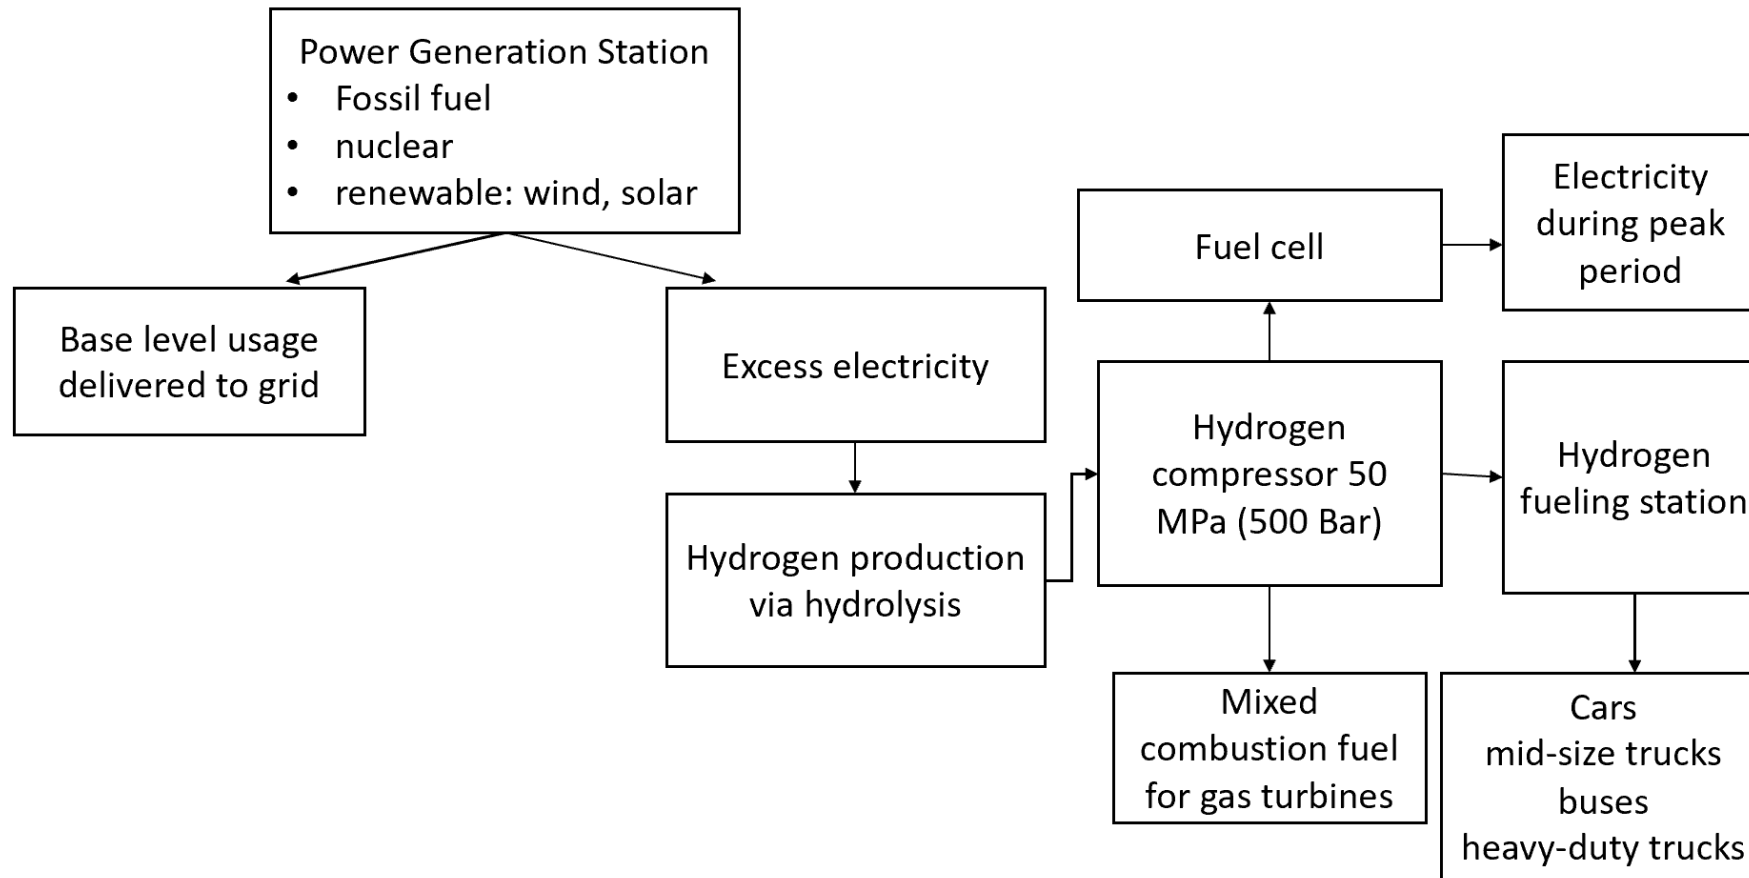 Power Generation Station
• Fossil fuel
• nuclear
• renewable: wind, solar
Base level usage
delivered to grid
Excess electricity
Hydrogen production
via hydrolysis
Fuel cell
Electricity
during peak
period
Hydrogen
compressor 50
MPa (500 Bar)
Hydrogen
fueling station
Mixed
combustion fuel
for gas turbines
Cars
mid-size trucks
buses
heavy-duty trucks